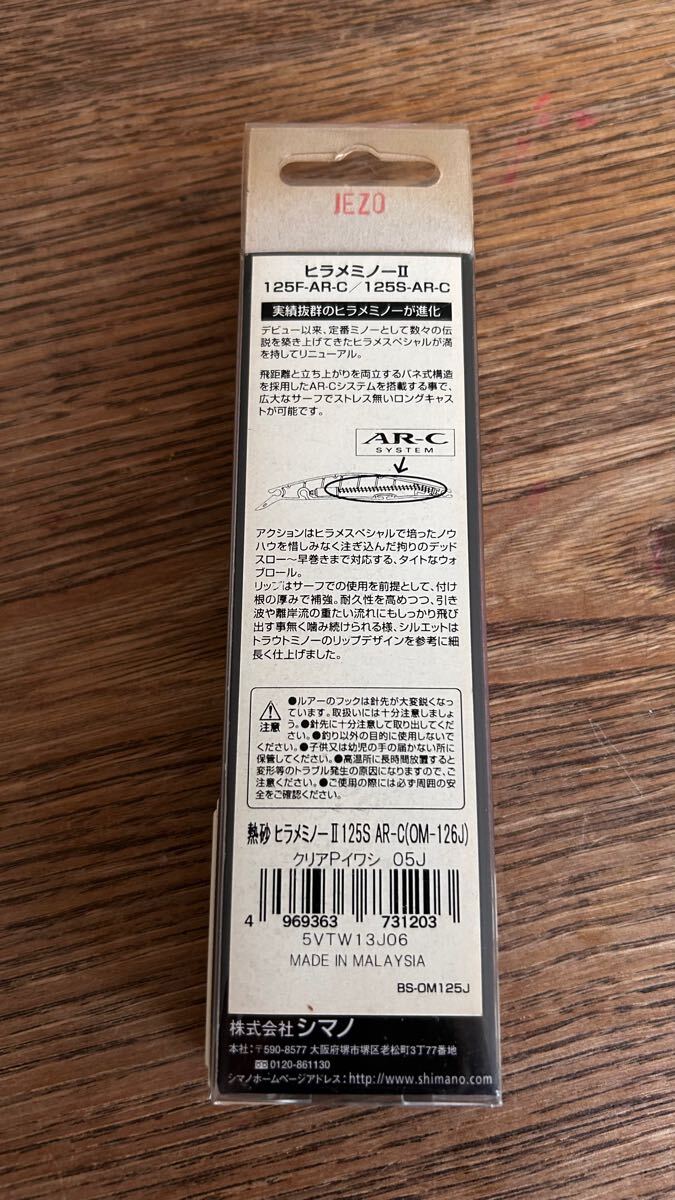 JEZO
ヒラメミノーⅡ
125F-AR-C／125S-AR-C
実績抜群のヒラメミノーが進化
デビュー以来、定番ミノーとして数々の伝
説を築き上げてきたヒラメスペシャルが満
を持してリニューアル。
飛距離と立ち上がりを両立するバネ式構造
を採用したAR-Cシステムを搭載する事で、
広大なサーフでストレス無いロングキャス
トが可能です。
AR-C
SYSTEM
アクションはヒラメスペシャルで培ったノウ
ハウを惜しみなく注ぎ込んだ拘りのデッド
スロー～早巻きまで対応する、タイトなウォ
ブロール。
リップはサーフでの使用を前提として、付け
根の厚みで補強。耐久性を高めつつ、引き
波や離岸流の重たい流れにもしっかり飛び
出す事無く噛み続けられる様、シルエットは
トラウトミノーのリップデザインを参考に細
長く仕上げました。
注意
●ルアーのフックは針先が大変鋭くなっ
ています。取扱いには十分注意しましょ
う。●針先に十分注意して取り出してくだ
さい。●釣り以外の目的に使用しないで
ください。●子供又は幼児の手の届かない所に
保管してください。●高温所に長時間放置すると
変形等のトラブル発生の原因になりますので、ご
注意ください。●ご使用の際には必ず周囲の安
全をご確認ください。
熱砂 ヒラメミノーⅡ125S AR-C(OM-126J)
クリアPイワシ 05J
4 969363 731203
5VTW13J06
MADE IN MALAYSIA
BS-OM125J
株式会社 シマノ
本社：〒590-8577 大阪府堺市堺区老松町3丁77番地
0120-861130
シマノホームページアドレス：http://www.shimano.com